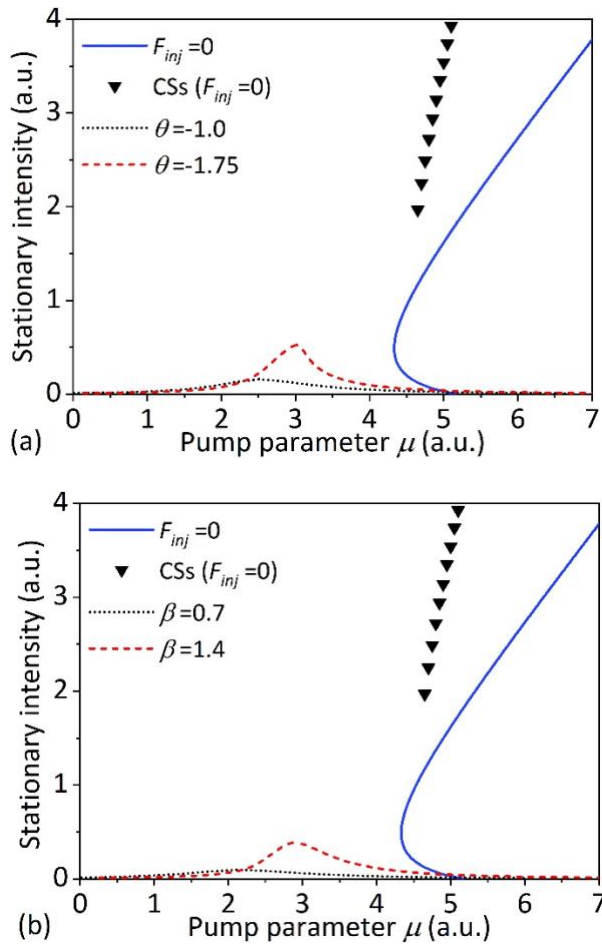 4
3
2
1
0
Stationary intensity (a.u.)
F_inj=0
CSs (F_inj=0)
θ=-1.0
θ=-1.75
0 1 2 3 4 5 6 7
(a)
Pump parameter μ (a.u.)
4
3
2
1
0
Stationary intensity (a.u.)
F_inj=0
CSs (F_inj=0)
β=0.7
β=1.4
0 1 2 3 4 5 6 7
(b)
Pump parameter μ (a.u.)